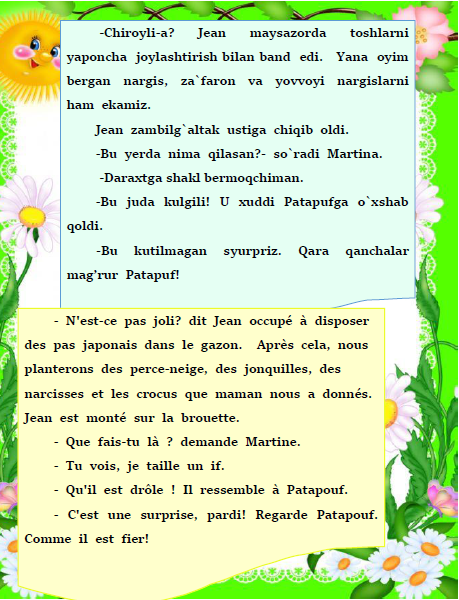 -Chiroyli-a? Jean maysazorda toshlarni
yaponcha joylashtirish bilan band edi. Yana oyim
bergan nargis, za`faron va yovvoyi nargislarni
ham ekamiz.
Jean zambilg`altak ustiga chiqib oldi.
-Bu yerda nima qilasan?- so`radi Martina.
-Daraxtga shakl bermoqchiman.
-Bu juda kulgili! U xuddi Patapufga o`xshab
qoldi.
-Bu kutilmagan syurpriz. Qara qanchalar
mag’rur Patapuf!
- N'est-ce pas joli? dit Jean occupé à disposer
des pas japonais dans le gazon. Après cela, nous
planterons des perce-neige, des jonquilles, des
narcisses et les crocus que maman nous a donnés.
Jean est monté sur la brouette.
- Que fais-tu là ? demande Martine.
- Tu vois, je taille un if.
- Qu'il est drôle ! Il ressemble à Patapouf.
- C'est une surprise, pardi! Regarde Patapouf.
Comme il est fier!